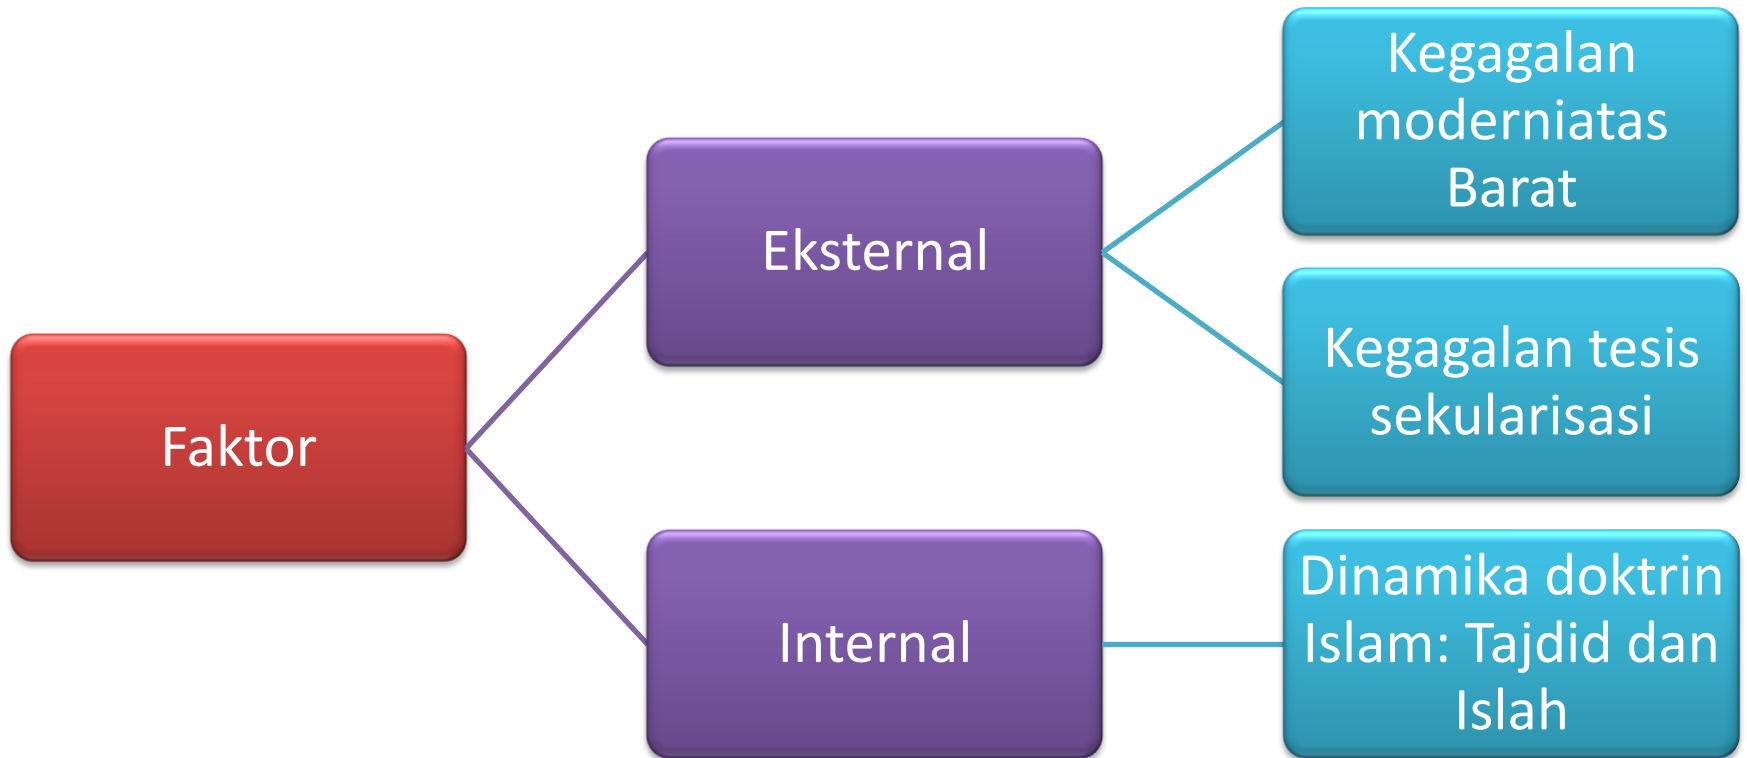 Faktor
Eksternal
Kegagalan
moderniatas
Barat
Kegagalan tesis
sekularisasi
Internal
Dinamika doktrin
Islam: Tajdid dan
Islah